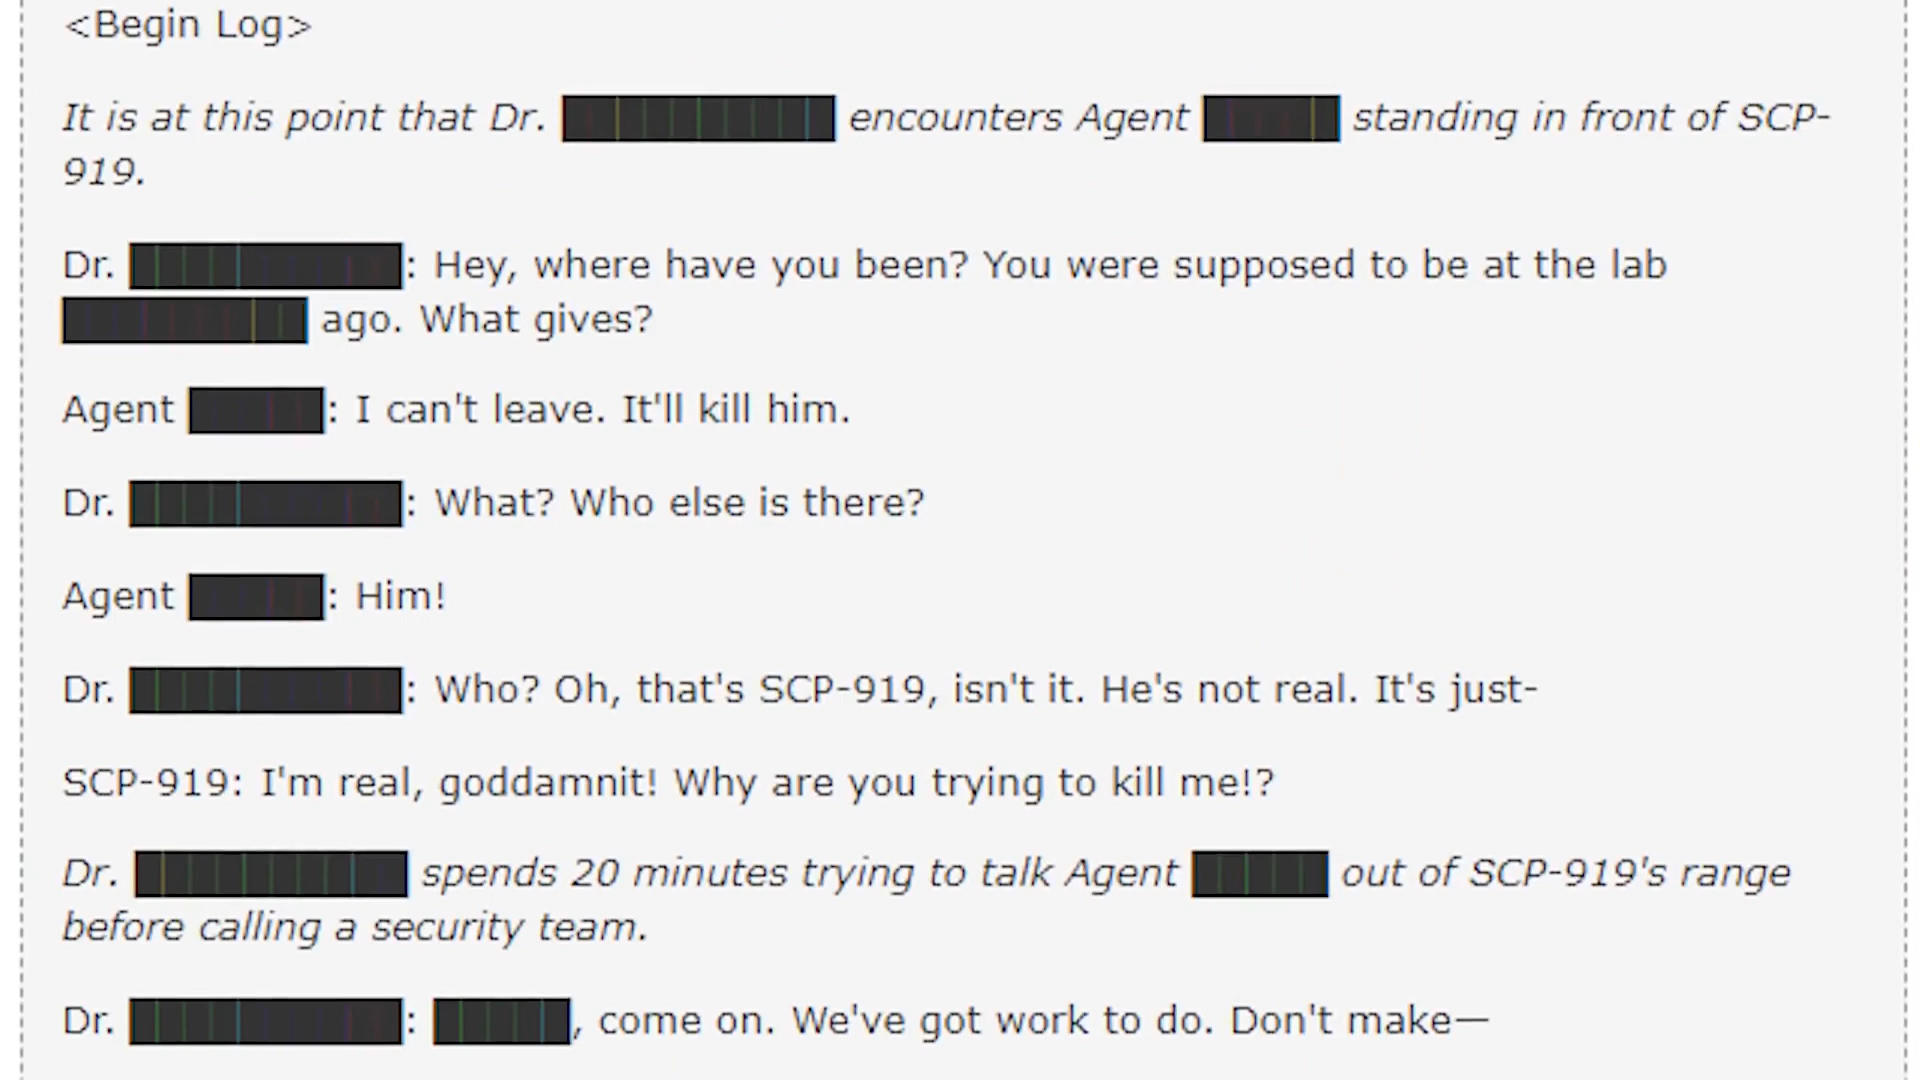 <Begin Log>
It is at this point that Dr. ██████████ encounters Agent █████ standing in front of SCP-
919.
Dr. ██████████: Hey, where have you been? You were supposed to be at the lab
█████████ ago. What gives?
Agent █████: I can't leave. It'll kill him.
Dr. ██████████: What? Who else is there?
Agent █████: Him!
Dr. ██████████: Who? Oh, that's SCP-919, isn't it. He's not real. It's just-
SCP-919: I'm real, goddamnit! Why are you trying to kill me!?
Dr. ██████████ spends 20 minutes trying to talk Agent █████ out of SCP-919's range
before calling a security team.
Dr. ██████████: █████, come on. We've got work to do. Don't make—